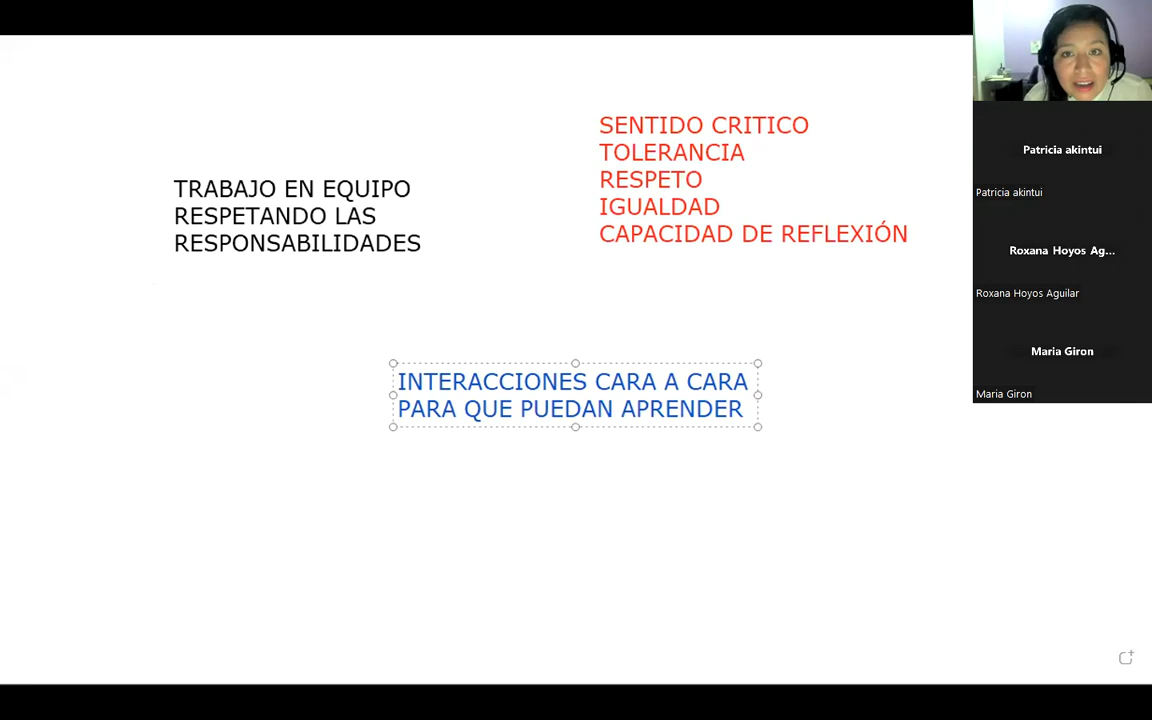 SENTIDO CRITICO
TOLERANCIA
RESPETO
IGUALDAD
CAPACIDAD DE REFLEXIÓN
TRABAJO EN EQUIPO
RESPETANDO LAS
RESPONSABILIDADES
INTERACCIONES CARA A CARA
PARA QUE PUEDAN APRENDER
Patricia akintui
Patricia akintui
Roxana Hoyos Ag...
Roxana Hoyos Aguilar
Maria Giron
Maria Giron